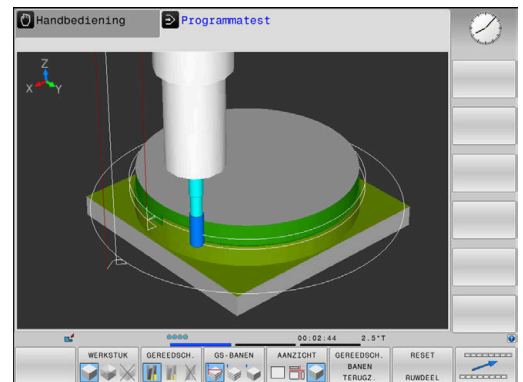 Handbediening
Programmatest
Z
X
Y
00:02:44 2.5*T
WERKSTUK
GEREEDSCH.
GS-BANEN
AANZICHT
GEREEDSCH.
BANEN
TERUGZ.
RESET
RUWDEEL